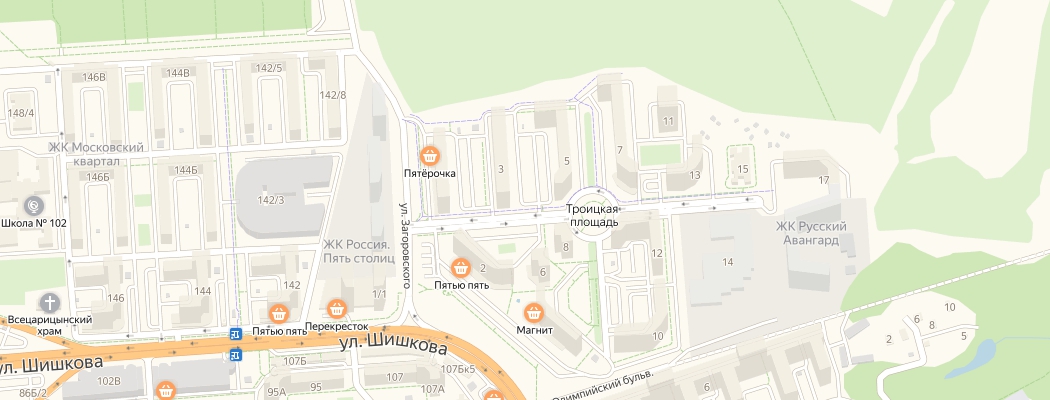 146В
144В
142/5
142/8
148/4
11
ЖК Московский
квартал
Пятёрочка
3
5
7
13
15
17
146Б
144Б
142/3
Школа № 102
ул. Загоровского
Троицкая
площадь
ЖК Россия.
Пять столиц
ЖК Русский
Авангард
8
12
14
2
6
Пятью пять
146
144
142
1/1
Всецарицынский
храм
Пятью пять
Перекресток
Магнит
10
10
6
8
5
2
ул. Шишкова
ул. Шишкова
107Б
107Бк5
102В
86Б/2
95А
95
107
107А
Олимпийский бульв.
6